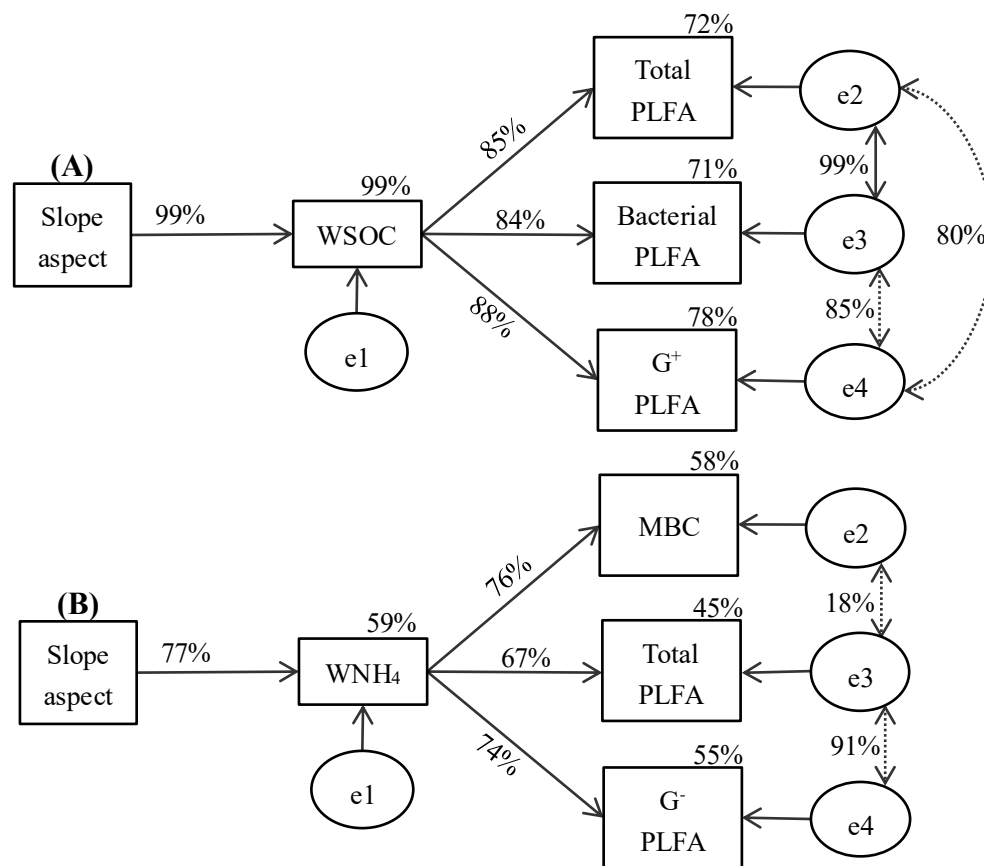 (A)
Slope
aspect
99%
WSOC
99%
e1
85%
84%
88%
72%
Total
PLFA
71%
Bacterial
PLFA
78%
G⁺
PLFA
e2
99%
e3
85%
e4
80%
(B)
Slope
aspect
77%
WNH₄
59%
e1
76%
67%
74%
58%
MBC
45%
Total
PLFA
55%
G⁻
PLFA
e2
18%
e3
91%
e4